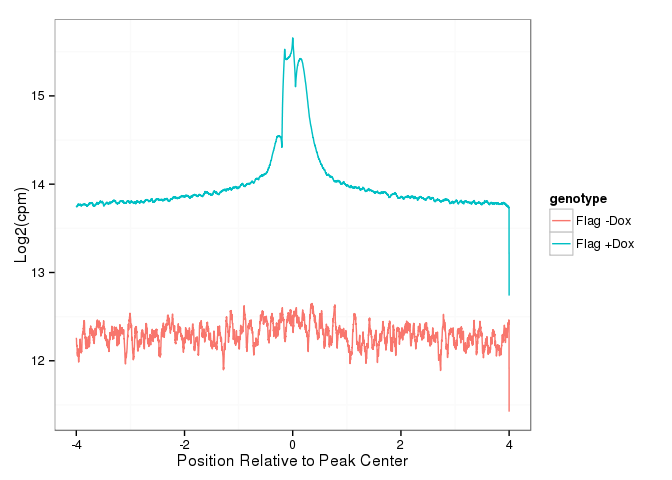 15
14
13
12
Log2(cpm)
-4 -2 0 2 4
Position Relative to Peak Center
genotype
Flag -Dox
Flag +Dox